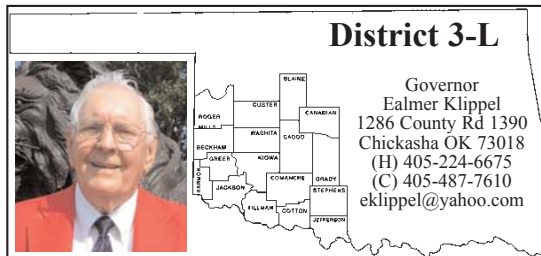 District 3-L
Governor
Ealmer Klippel
1286 County Rd 1390
Chickasha OK 73018
(H) 405-224-6675
(C) 405-487-7610
eklippel@yahoo.com
BLAINE
ROGER
MILLS
CUSTER
CANADIAN
WASHITA
CADDO
BECKHAM
GREER
KIOWA
HARMON
JACKSON
COMANCHE
GRADY
STEPHENS
TILLMAN
COTTON
JEFFERSON